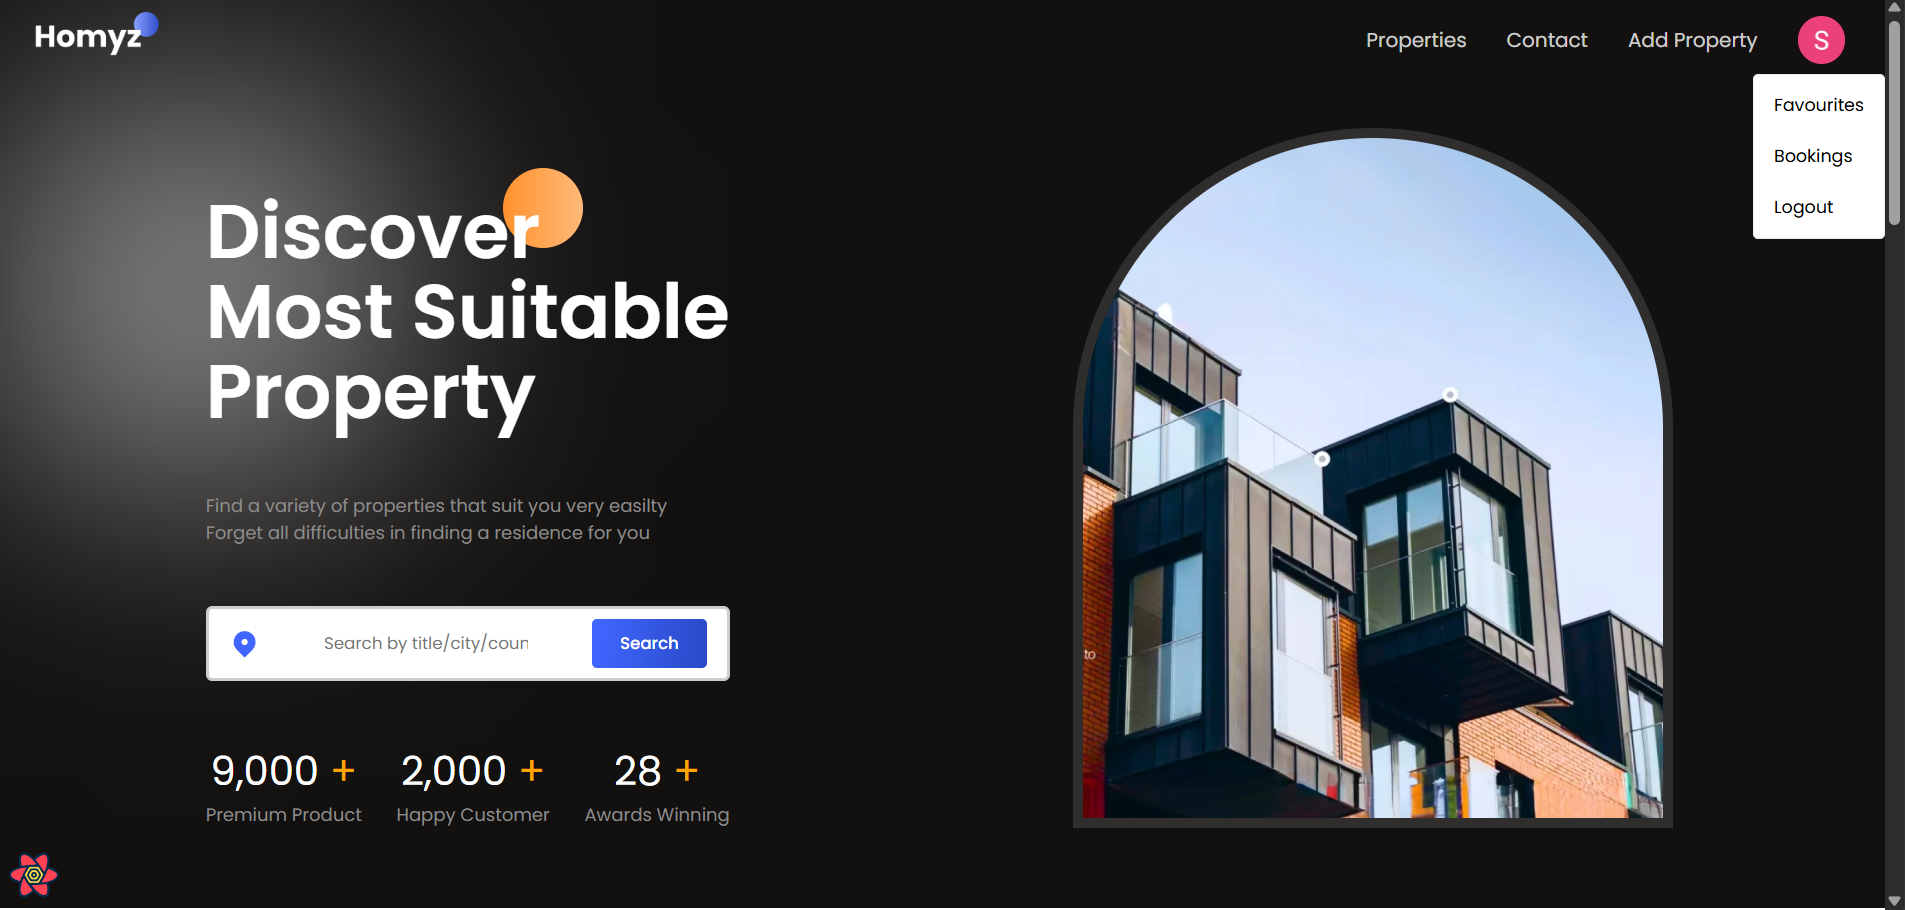 Homyz
Properties
Contact
Add Property
S
Favourites
Bookings
Logout
Discover
Most Suitable
Property
Find a variety of properties that suit you very easilty
Forget all difficulties in finding a residence for you
Search by title/city/coun
Search
9,000 +
2,000 +
28 +
Premium Product
Happy Customer
Awards Winning
to